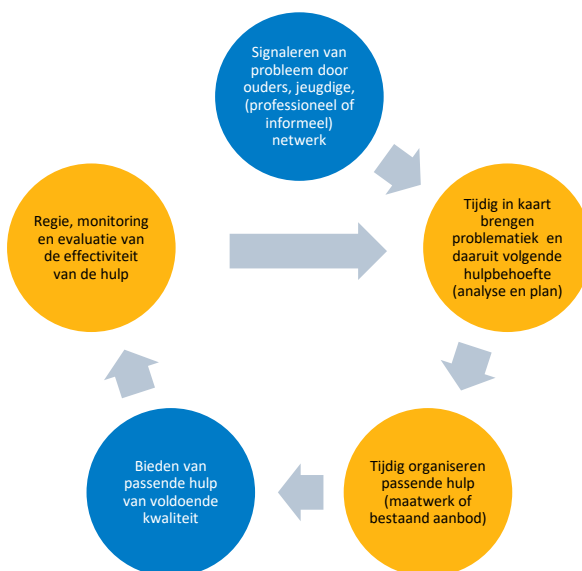 Signaleren van
probleem door
ouders, jeugdige,
(professioneel of
informeel)
netwerk
Tijdig in kaart
brengen
problematiek en
daaruit volgende
hulpbehoefte
(analyse en plan)
Tijdig organiseren
passende hulp
(maatwerk of
bestaand aanbod)
Bieden van
passende hulp
van voldoende
kwaliteit
Regie, monitoring
en evaluatie van
de effectiviteit
van de hulp